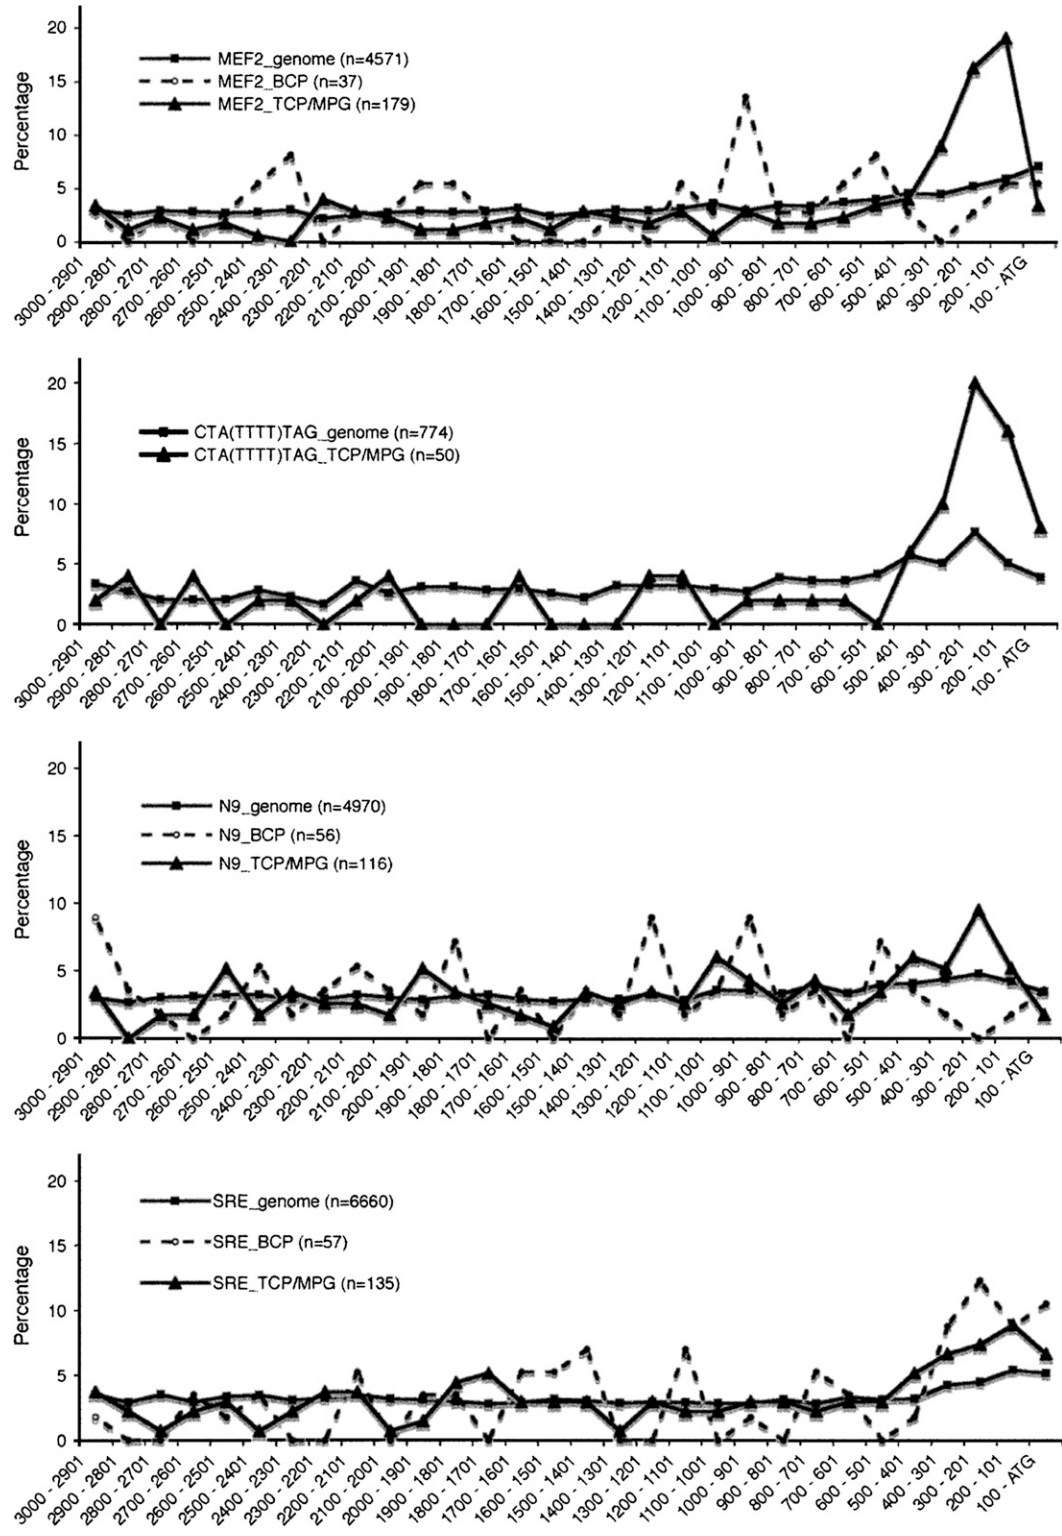 20
15
10
5
0
Percentage
MEF2_genome (n=4571)
MEF2_BCP (n=37)
MEF2_TCP/MPG (n=179)
3000 - 2901
2900 - 2801
2800 - 2701
2700 - 2601
2600 - 2501
2500 - 2401
2400 - 2301
2300 - 2201
2200 - 2101
2100 - 2001
2000 - 1901
1900 - 1801
1800 - 1701
1700 - 1601
1600 - 1501
1500 - 1401
1400 - 1301
1300 - 1201
1200 - 1101
1100 - 1001
1000 - 901
900 - 801
800 - 701
700 - 601
600 - 501
500 - 401
400 - 301
300 - 201
200 - 101
100 - ATG
20
15
10
5
0
Percentage
CTA(TTTT)TAG_genome (n=774)
CTA(TTTT)TAG_TCP/MPG (n=50)
3000 - 2901
2900 - 2801
2800 - 2701
2700 - 2601
2600 - 2501
2500 - 2401
2400 - 2301
2300 - 2201
2200 - 2101
2100 - 2001
2000 - 1901
1900 - 1801
1800 - 1701
1700 - 1601
1600 - 1501
1500 - 1401
1400 - 1301
1300 - 1201
1200 - 1101
1100 - 1001
1000 - 901
900 - 801
800 - 701
700 - 601
600 - 501
500 - 401
400 - 301
300 - 201
200 - 101
100 - ATG
20
15
10
5
0
Percentage
N9_genome (n=4970)
N9_BCP (n=56)
N9_TCP/MPG (n=116)
3000 - 2901
2900 - 2801
2800 - 2701
2700 - 2601
2600 - 2501
2500 - 2401
2400 - 2301
2300 - 2201
2200 - 2101
2100 - 2001
2000 - 1901
1900 - 1801
1800 - 1701
1700 - 1601
1600 - 1501
1500 - 1401
1400 - 1301
1300 - 1201
1200 - 1101
1100 - 1001
1000 - 901
900 - 801
800 - 701
700 - 601
600 - 501
500 - 401
400 - 301
300 - 201
200 - 101
100 - ATG
20
15
10
5
0
Percentage
SRE_genome (n=6660)
SRE_BCP (n=57)
SRE_TCP/MPG (n=135)
3000 - 2901
2900 - 2801
2800 - 2701
2700 - 2601
2600 - 2501
2500 - 2401
2400 - 2301
2300 - 2201
2200 - 2101
2100 - 2001
2000 - 1901
1900 - 1801
1800 - 1701
1700 - 1601
1600 - 1501
1500 - 1401
1400 - 1301
1300 - 1201
1200 - 1101
1100 - 1001
1000 - 901
900 - 801
800 - 701
700 - 601
600 - 501
500 - 401
400 - 301
300 - 201
200 - 101
100 - ATG